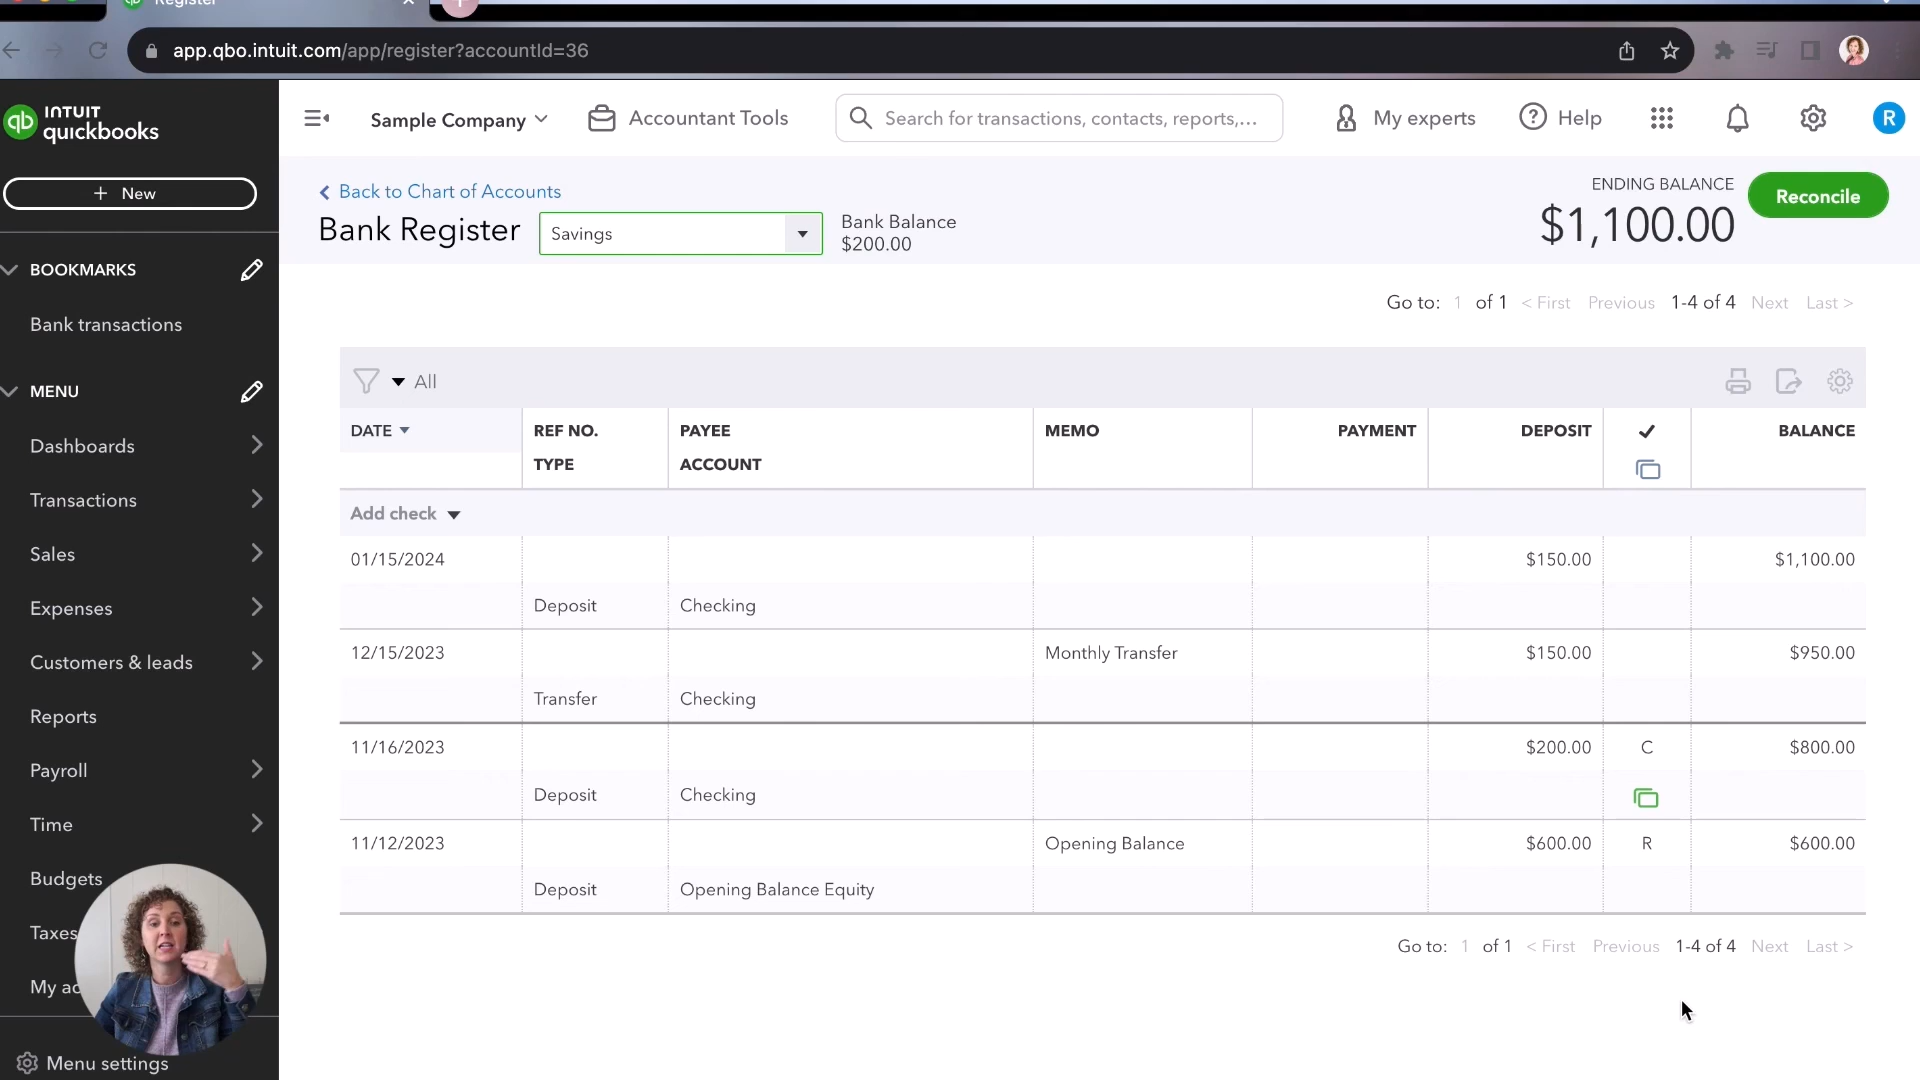 Register
app.qbo.intuit.com/app/register?accountId=36
INTUIT
quickbooks
Sample Company
Accountant Tools
Search for transactions, contacts, reports,...
My experts
Help
R
+ New
Back to Chart of Accounts
Bank Register
Savings
Bank Balance
$200.00
ENDING BALANCE
$1,100.00
Reconcile
BOOKMARKS
Bank transactions
MENU
Dashboards
Transactions
Sales
Expenses
Customers & leads
Reports
Payroll
Time
Budgets
Taxes
My ac
Menu settings
Go to: 1 of 1 < First Previous 1-4 of 4 Next Last >
All
DATE REF NO. PAYEE MEMO PAYMENT DEPOSIT ✓ BALANCE
TYPE ACCOUNT
Add check
01/15/2024 $150.00 $1,100.00
Deposit Checking
12/15/2023 Monthly Transfer $150.00 $950.00
Transfer Checking
11/16/2023 $200.00 C $800.00
Deposit Checking
11/12/2023 Opening Balance $600.00 R $600.00
Deposit Opening Balance Equity
Go to: 1 of 1 < First Previous 1-4 of 4 Next Last >